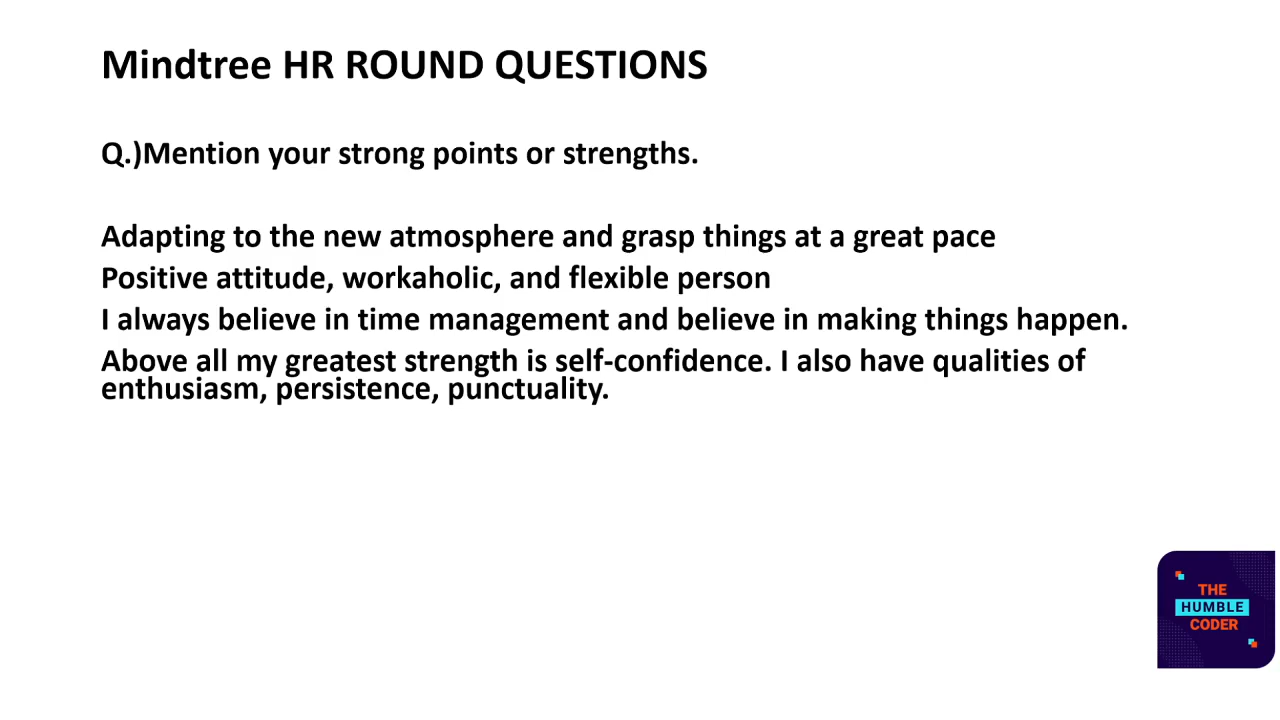 Mindtree HR ROUND QUESTIONS
Q.)Mention your strong points or strengths.
Adapting to the new atmosphere and grasp things at a great pace
Positive attitude, workaholic, and flexible person
I always believe in time management and believe in making things happen.
Above all my greatest strength is self-confidence. I also have qualities of
enthusiasm, persistence, punctuality.
THE
HUMBLE
CODER